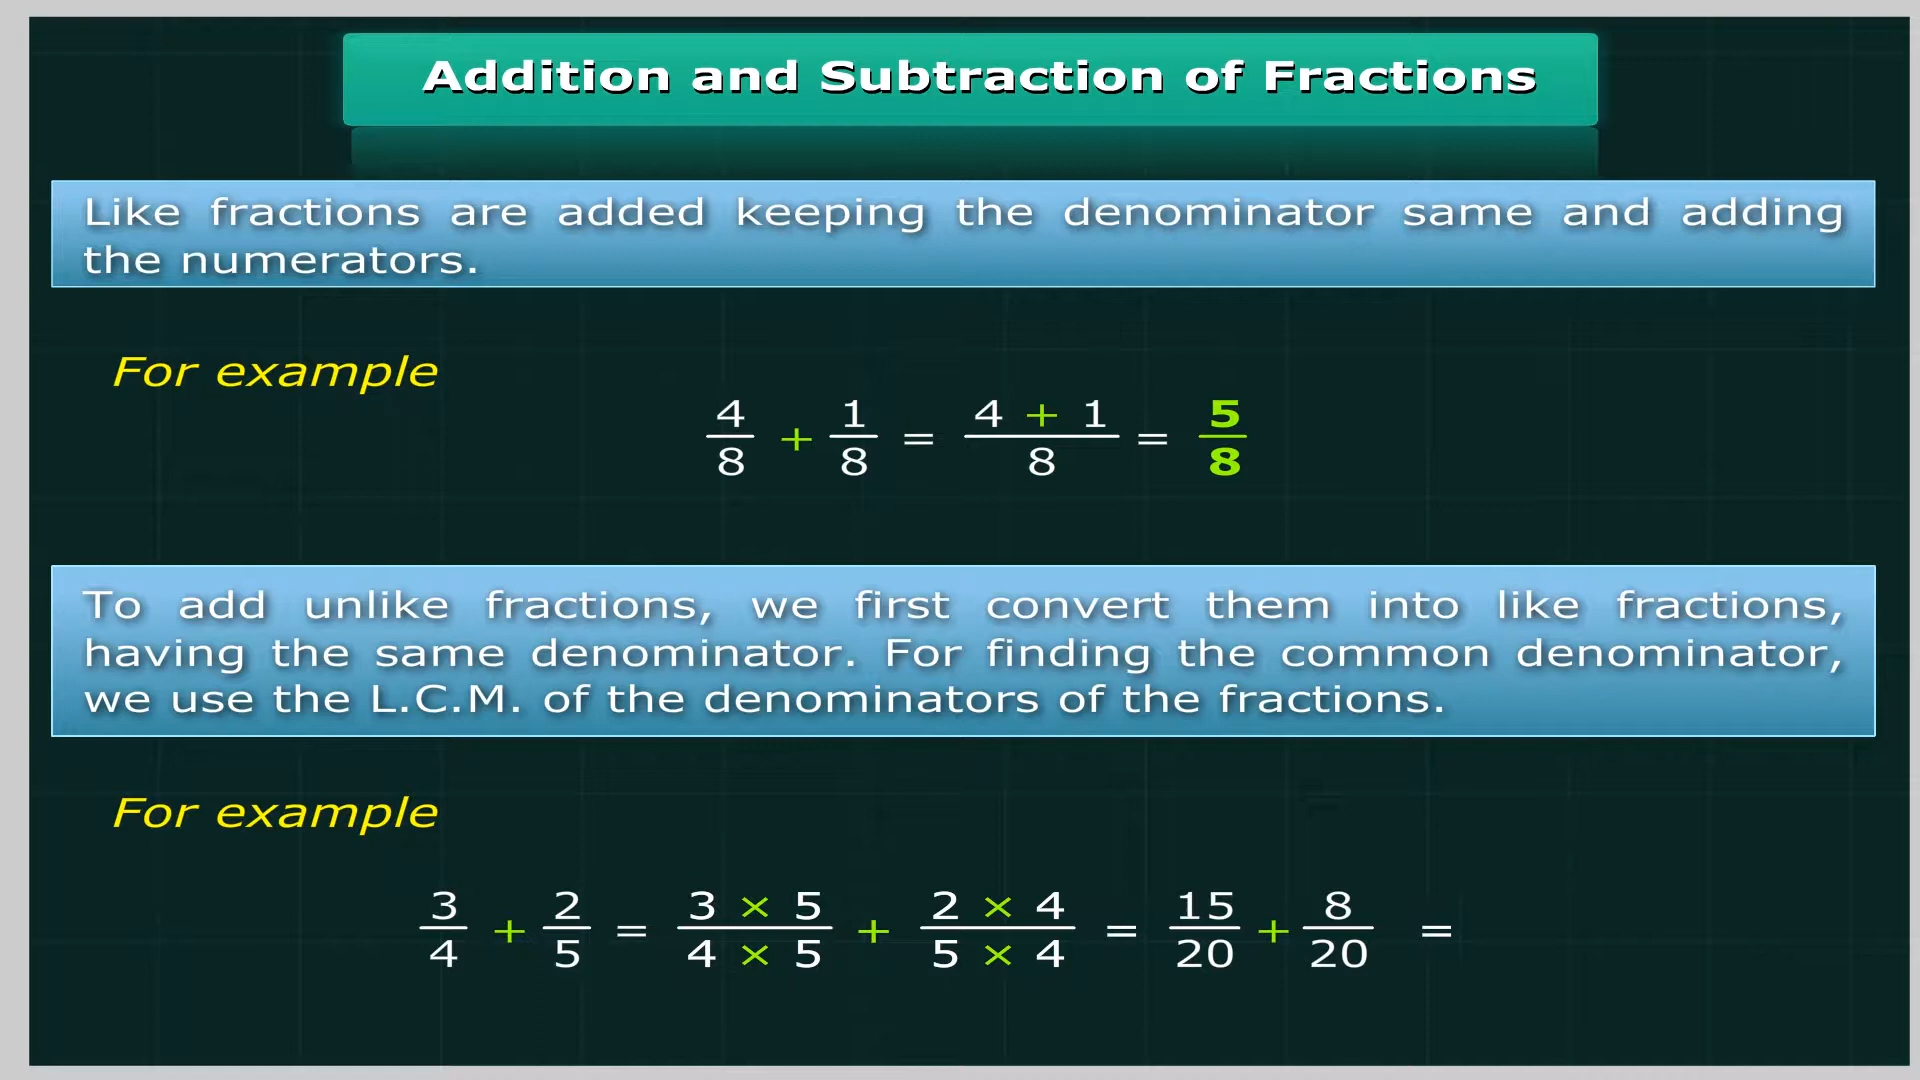 Addition and Subtraction of Fractions
Like fractions are added keeping the denominator same and adding
the numerators.
For example
4/8 + 1/8 = (4 + 1)/8 = 5/8
To add unlike fractions, we first convert them into like fractions,
having the same denominator. For finding the common denominator,
we use the L.C.M. of the denominators of the fractions.
For example
3/4 + 2/5 = (3 × 5)/(4 × 5) + (2 × 4)/(5 × 4) = 15/20 + 8/20 =